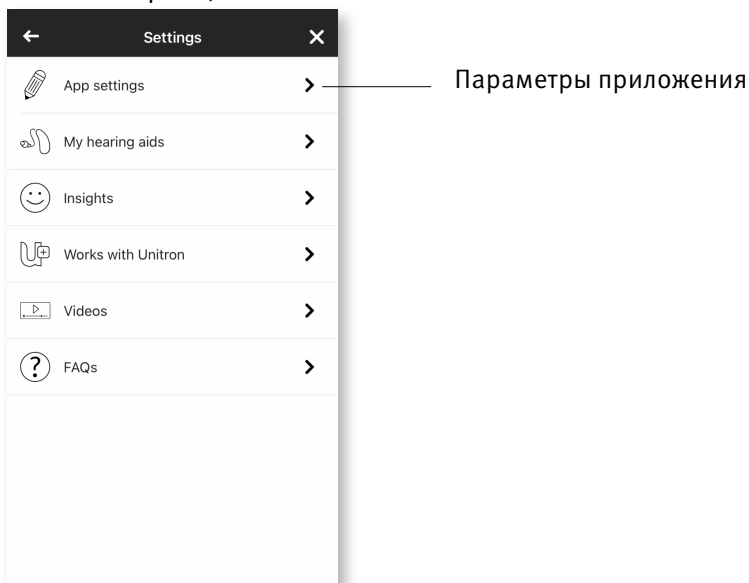 Settings
App settings
Параметры приложения
My hearing aids
Insights
Works with Unitron
Videos
FAQs